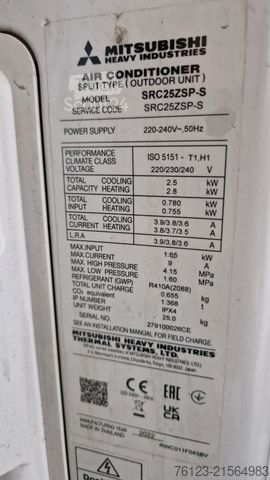 MITSUBISHI
HEAVY INDUSTRIES
AIR CONDITIONER
SPLIT TYPE (OUTDOOR UNIT)
MODEL SRC25ZSP-S
SERVICE CODE SRC25ZSP-S
POWER SUPPLY 220-240V~,50Hz
PERFORMANCE ISO 5151 - T1,H1
CLIMATE CLASS
VOLTAGE 220/230/240 V
TOTAL COOLING 2.5 kW
CAPACITY HEATING 2.8 kW
TOTAL COOLING 0.780 kW
INPUT HEATING 0.755 kW
TOTAL COOLING 3.9/3.8/3.6 A
CURRENT HEATING 3.8/3.7/3.5 A
L.R.A 3.9/3.8/3.6 A
MAX.INPUT 1.65 kW
MAX.CURRENT 9 A
MAX.HIGH PRESSURE 4.15 MPa
MAX.LOW PRESSURE 1.60 MPa
REFRIGERANT (GWP) R410A(2088)
TOTAL UNIT CHARGE 0.655 kg
CO2 EQUIVALENT 1.368 t
IP NUMBER IPX4
UNIT WEIGHT 25.0 kg
SEE AN INSTALLATION MANUAL FOR FIELD CHARGE
279100026CE
MITSUBISHI HEAVY INDUSTRIES
THERMAL SYSTEMS, LTD.
CE
UK
CA
YEAR MADE 2022
MADE IN THAILAND RWC011F043BV
76123-21564983